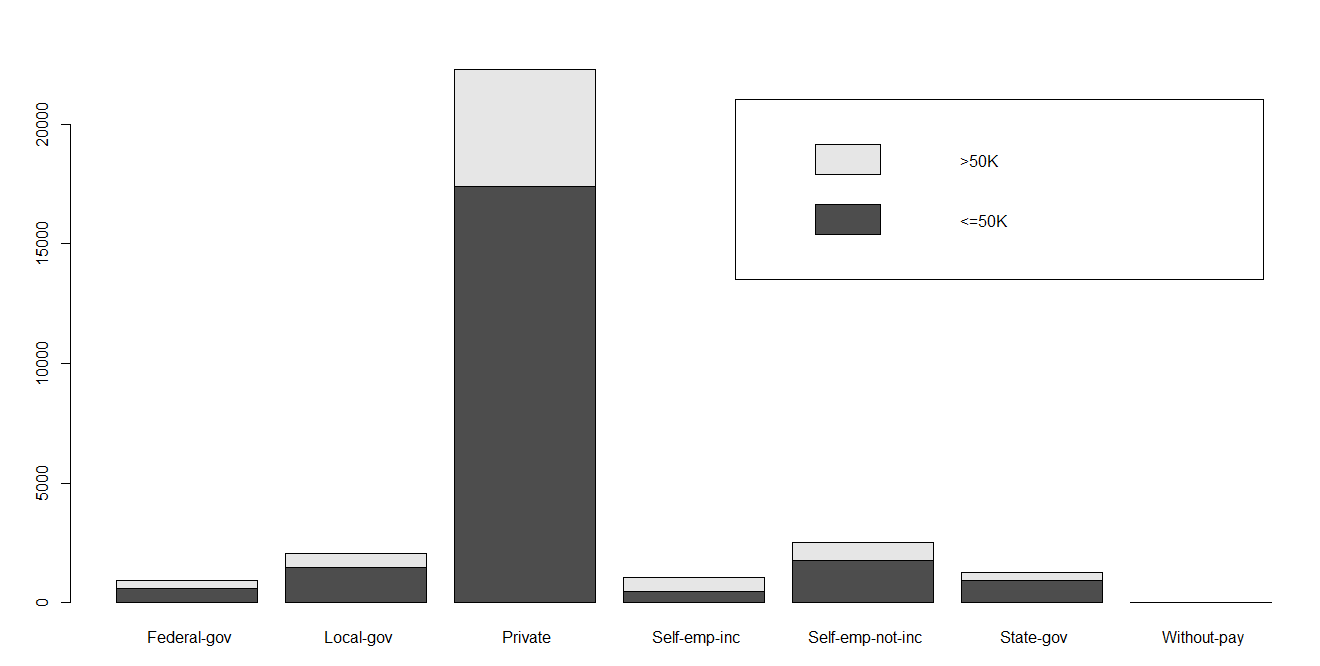 20000
15000
10000
5000
0
>50K
<=50K
Federal-gov
Local-gov
Private
Self-emp-inc
Self-emp-not-inc
State-gov
Without-pay